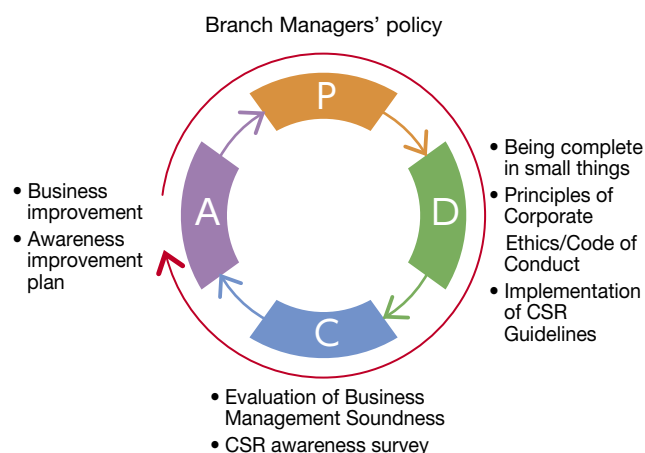 Branch Managers’ policy
P
• Being complete
in small things
• Principles of
Corporate
Ethics/Code of
Conduct
• Implementation
of CSR
Guidelines
D
• Business
improvement
• Awareness
improvement
plan
A
C
• Evaluation of Business
Management Soundness
• CSR awareness survey